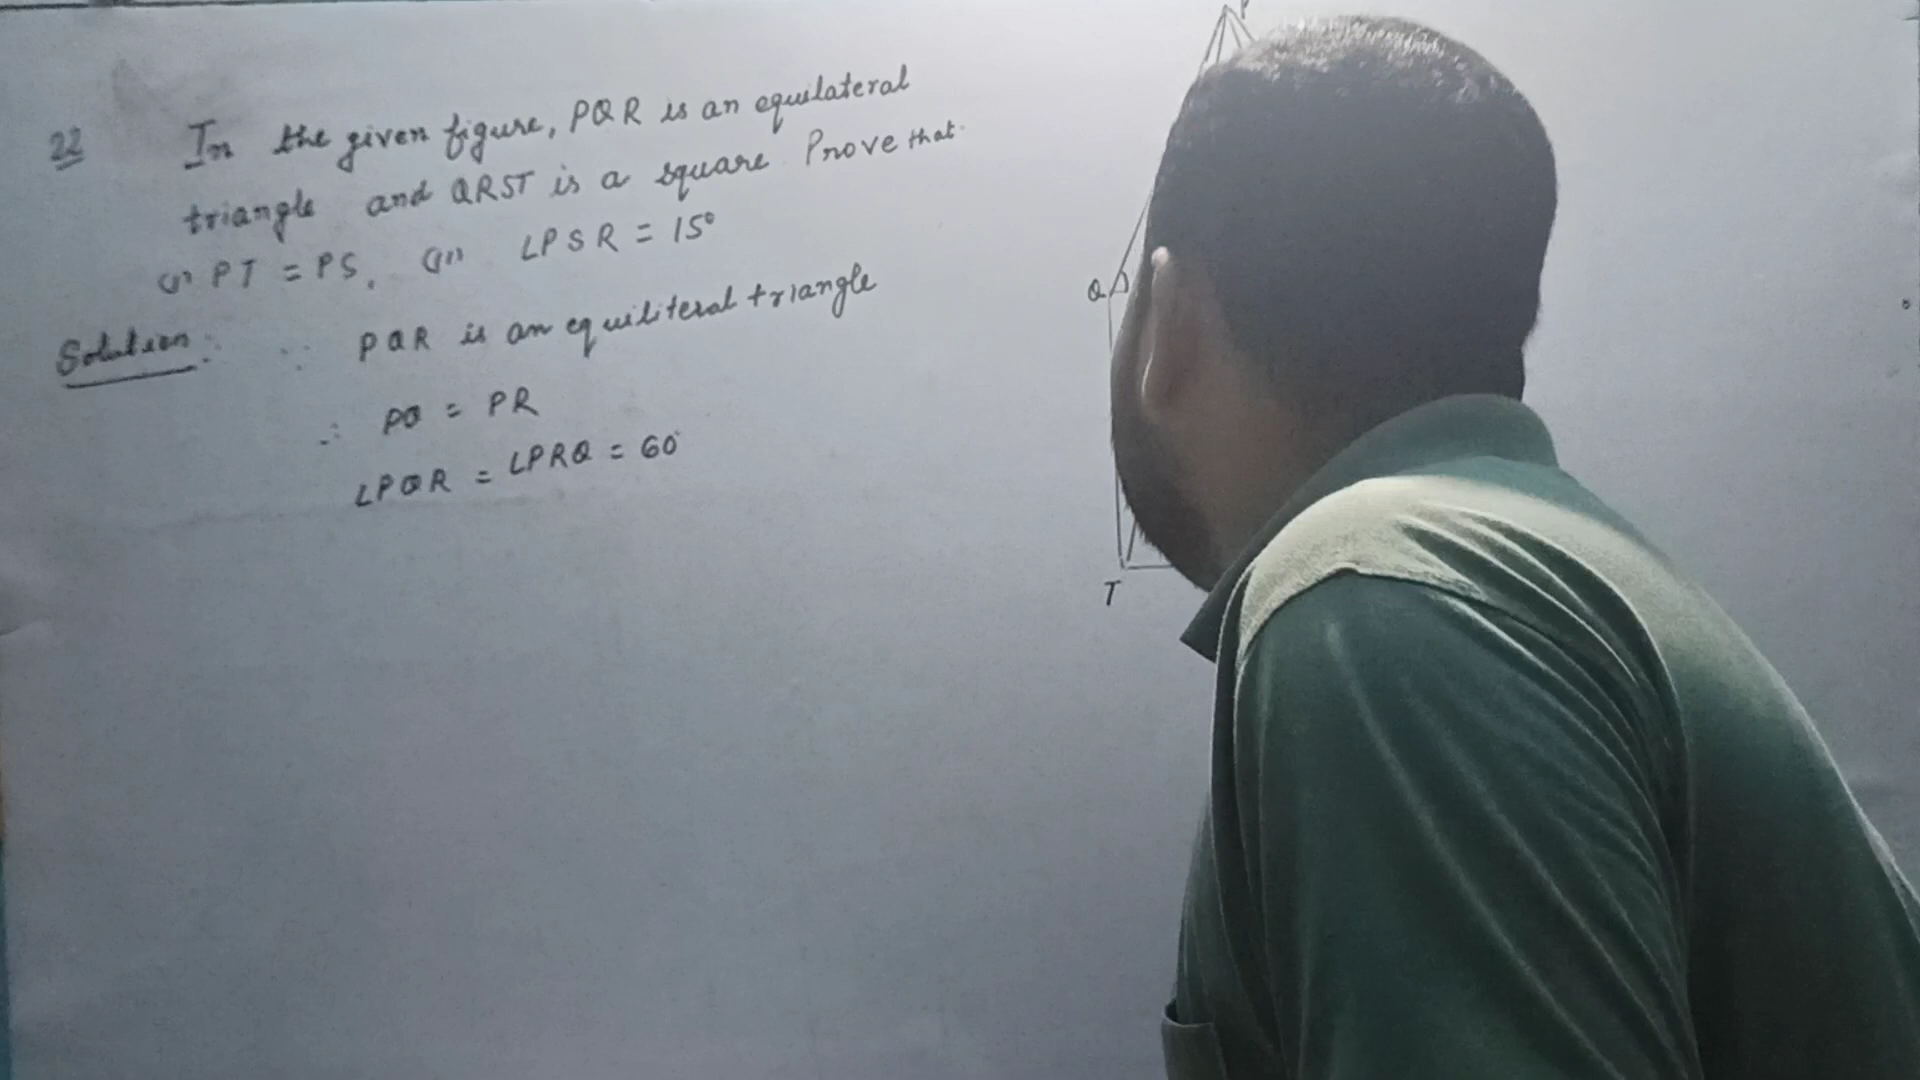 22 In the given figure, PQR is an equilateral
triangle and QRST is a square Prove that
(i) PT = PS, (ii) ∠PSR = 15°
Solution: ∵ PQR is an equiliteral triangle
∴ PQ = PR
∠PQR = ∠PRQ = 60°
Q
T